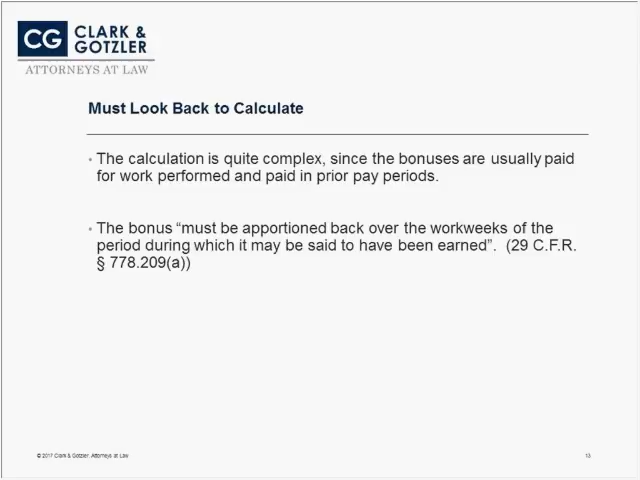 CG CLARK &
GOTZLER
ATTORNEYS AT LAW
Must Look Back to Calculate
• The calculation is quite complex, since the bonuses are usually paid
for work performed and paid in prior pay periods.
• The bonus “must be apportioned back over the workweeks of the
period during which it may be said to have been earned”. (29 C.F.R.
§ 778.209(a))
© 2017 Clark & Gotzler, Attorneys at Law
13